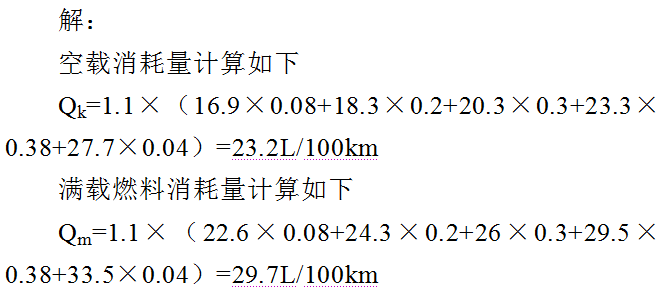 解：
空载消耗量计算如下
Qk=1.1×（16.9×0.08+18.3×0.2+20.3×0.3+23.3×
0.38+27.7×0.04）=23.2L/100km
满载燃料消耗量计算如下
Qm=1.1×（22.6×0.08+24.3×0.2+26×0.3+29.5×
0.38+33.5×0.04）=29.7L/100km